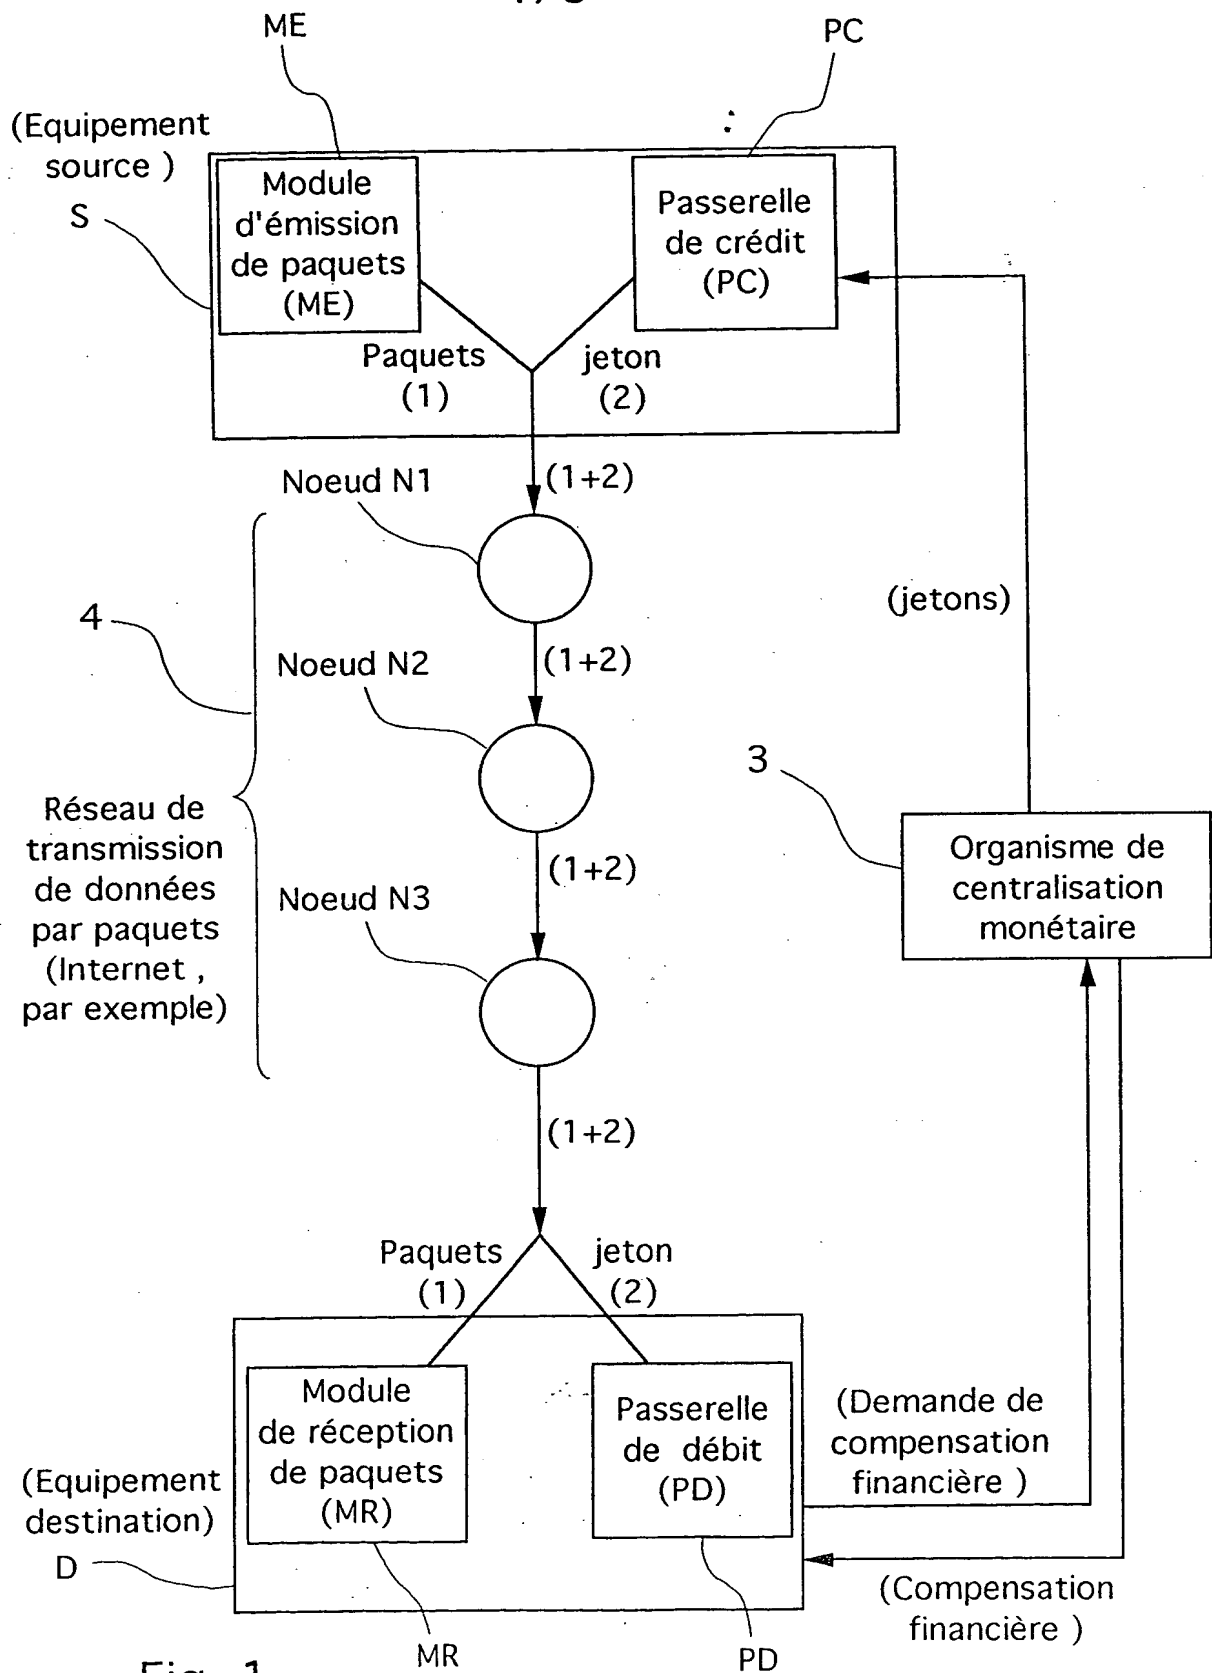 ME
PC
(Equipement
source )
S
Module
d'émission
de paquets
(ME)
Passerelle
de crédit
(PC)
Paquets
(1)
jeton
(2)
(1+2)
Noeud N1
(jetons)
4
(1+2)
Noeud N2
3
Réseau de
transmission
de données
par paquets
(Internet ,
par exemple)
(1+2)
Noeud N3
Organisme de
centralisation
monétaire
(1+2)
Paquets
(1)
jeton
(2)
Module
de réception
de paquets
(MR)
Passerelle
de débit
(PD)
(Demande de
compensation
financière )
(Equipement
destination)
D
(Compensation
financière )
MR
PD
Fig. 1